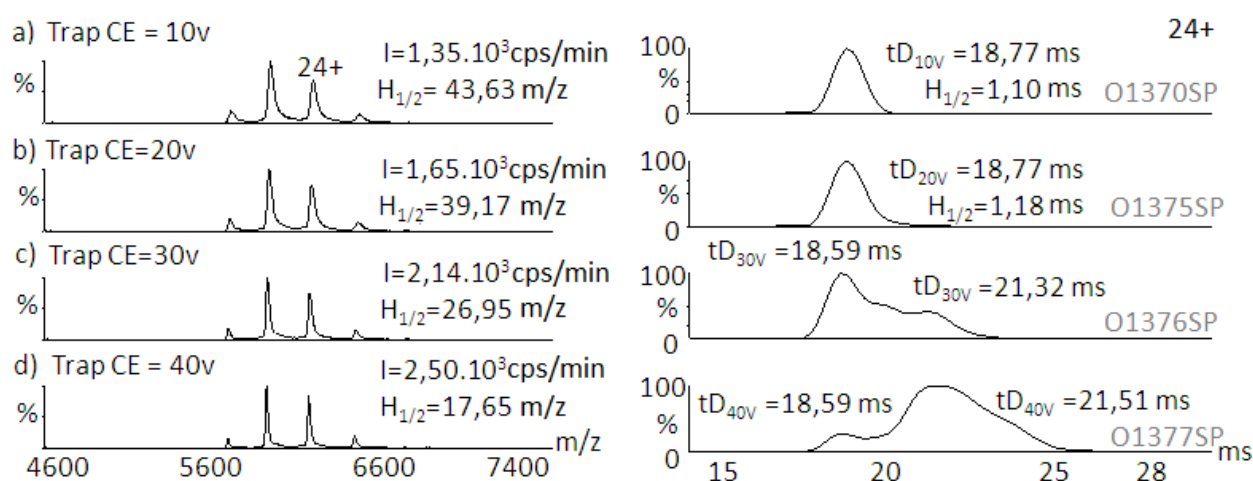 a) Trap CE = 10v
%
24+
I=1,35.10³cps/min
H1/2= 43,63 m/z
100
%
0
tD10V =18,77 ms
H1/2=1,10 ms
24+
O1370SP
b) Trap CE=20v
%
I=1,65.10³cps/min
H1/2=39,17 m/z
100
%
0
tD20V =18,77 ms
H1/2=1,18 ms
O1375SP
c) Trap CE=30v
%
I=2,14.10³cps/min
H1/2=26,95 m/z
100
%
0
tD30V =18,59 ms
tD30V =21,32 ms
O1376SP
d) Trap CE = 40v
%
I=2,50.10³cps/min
H1/2=17,65 m/z
m/z
4600 5600 6600 7400
100
%
0
tD40V =18,59 ms
tD40V =21,51 ms
O1377SP
ms
15 20 25 28